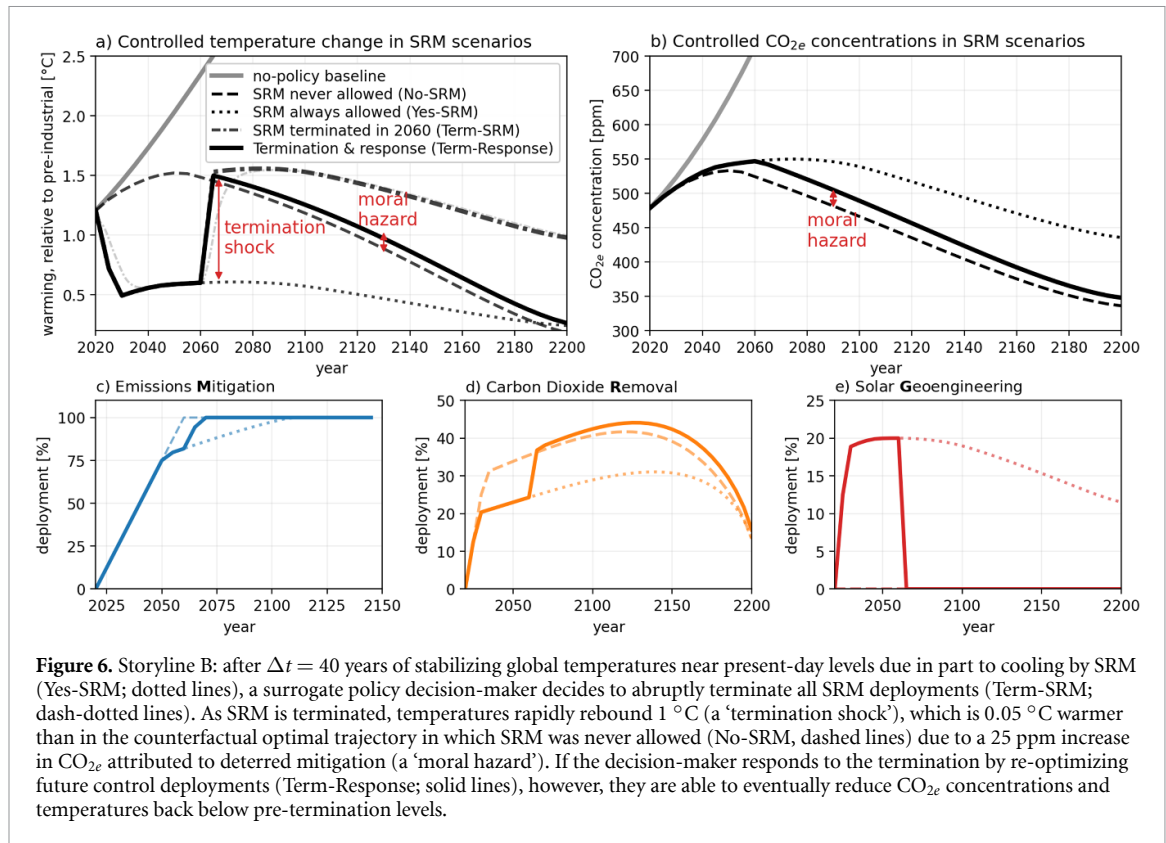 a) Controlled temperature change in SRM scenarios
warming, relative to pre-industrial [°C]
2.5
2.0
1.5
1.0
0.5
no-policy baseline
SRM never allowed (No-SRM)
SRM always allowed (Yes-SRM)
SRM terminated in 2060 (Term-SRM)
Termination & response (Term-Response)
termination
shock
moral
hazard
2020 2040 2060 2080 2100 2120 2140 2160 2180 2200
year
b) Controlled CO2e concentrations in SRM scenarios
CO2e concentration [ppm]
700
650
600
550
500
450
400
350
300
moral
hazard
2020 2040 2060 2080 2100 2120 2140 2160 2180 2200
year
c) Emissions Mitigation
deployment [%]
100
75
50
25
0
2025 2050 2075 2100 2125 2150
year
d) Carbon Dioxide Removal
deployment [%]
50
40
30
20
10
0
2050 2100 2150 2200
year
e) Solar Geoengineering
deployment [%]
25
20
15
10
5
0
2050 2100 2150 2200
year
Figure 6. Storyline B: after Δt = 40 years of stabilizing global temperatures near present-day levels due in part to cooling by SRM
(Yes-SRM; dotted lines), a surrogate policy decision-maker decides to abruptly terminate all SRM deployments (Term-SRM;
dash-dotted lines). As SRM is terminated, temperatures rapidly rebound 1 °C (a ‘termination shock’), which is 0.05 °C warmer
than in the counterfactual optimal trajectory in which SRM was never allowed (No-SRM, dashed lines) due to a 25 ppm increase
in CO2e attributed to deterred mitigation (a ‘moral hazard’). If the decision-maker responds to the termination by re-optimizing
future control deployments (Term-Response; solid lines), however, they are able to eventually reduce CO2e concentrations and
temperatures back below pre-termination levels.